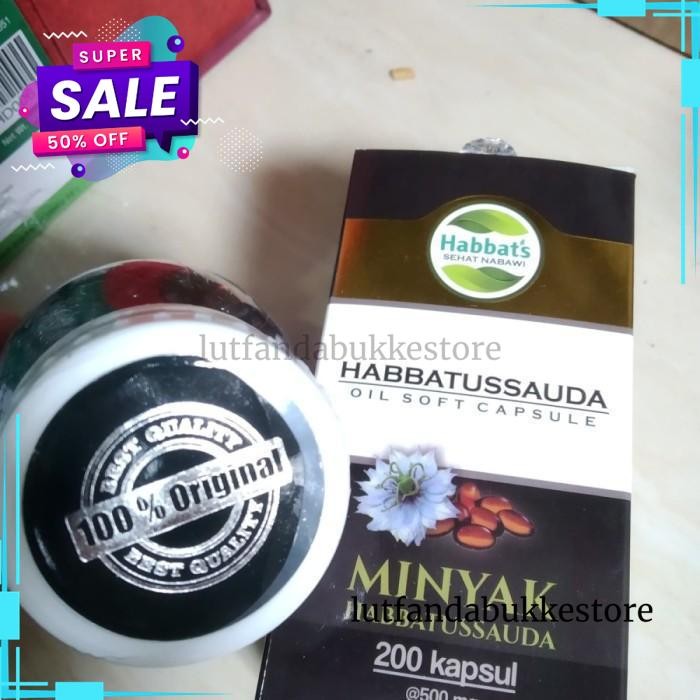 SUPER
SALE
50% OFF
Habbat's
SEHAT NABAWI
lutfandabukkestore
HABBATUSSAUDA
OIL SOFT CAPSULE
BEST QUALITY
100 % Original
BEST QUALITY
MINYAK
HABBATUSSAUDA
lutfandabukkestore
200 kapsul